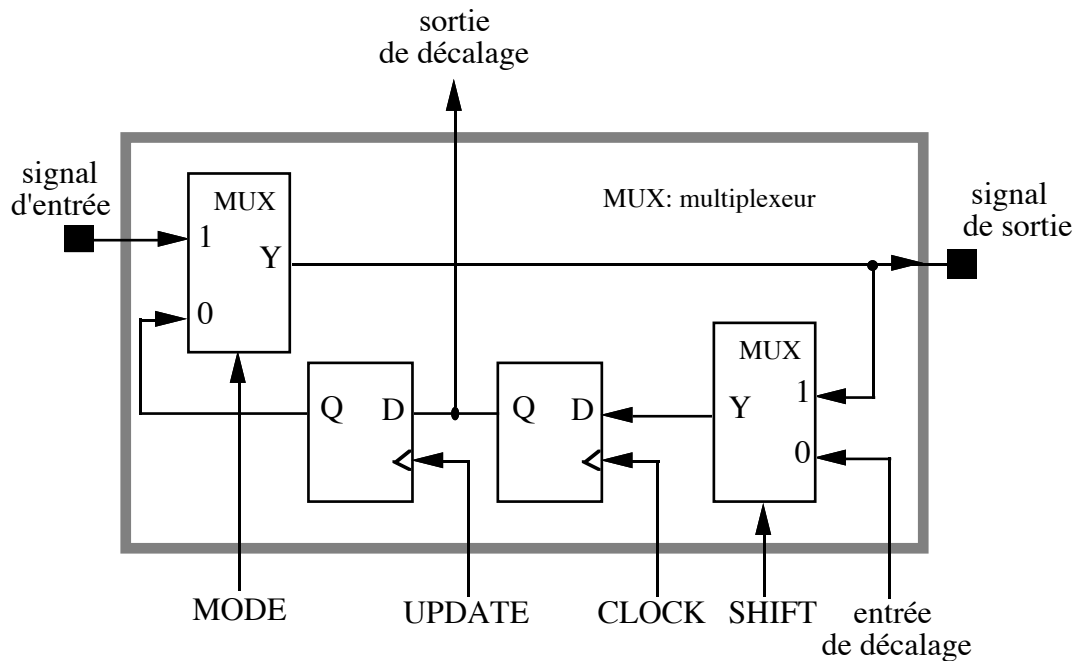 sortie
de décalage
signal
d'entrée
MUX
MUX: multiplexeur
signal
de sortie
1
Y
0
MUX
Q
D
Q
D
Y
1
0
MODE
UPDATE
CLOCK
SHIFT
entrée
de décalage